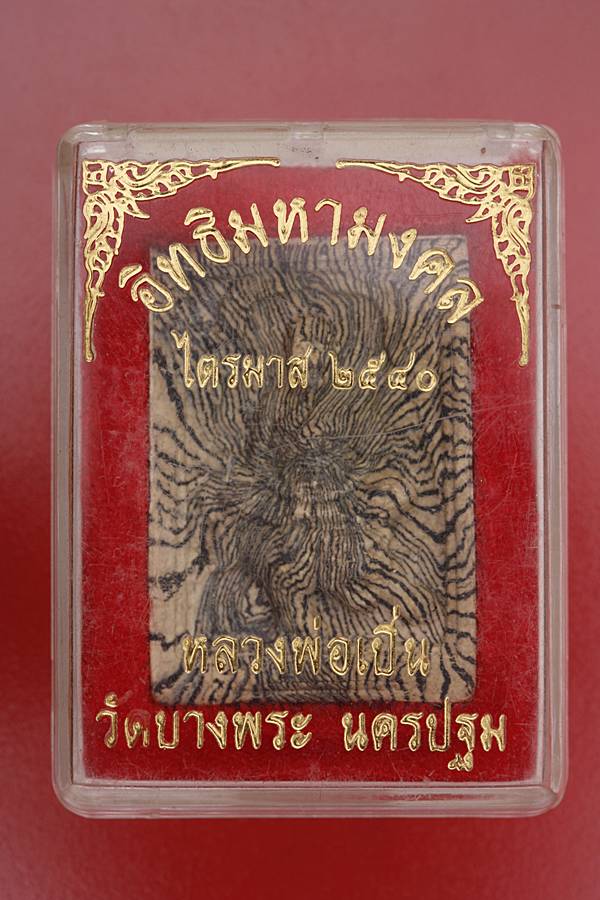 อิทธิมหามงคล
ไตรมาส ๒๕๔๐
หลวงพ่อเปิ่น
วัดบางพระ นครปฐม